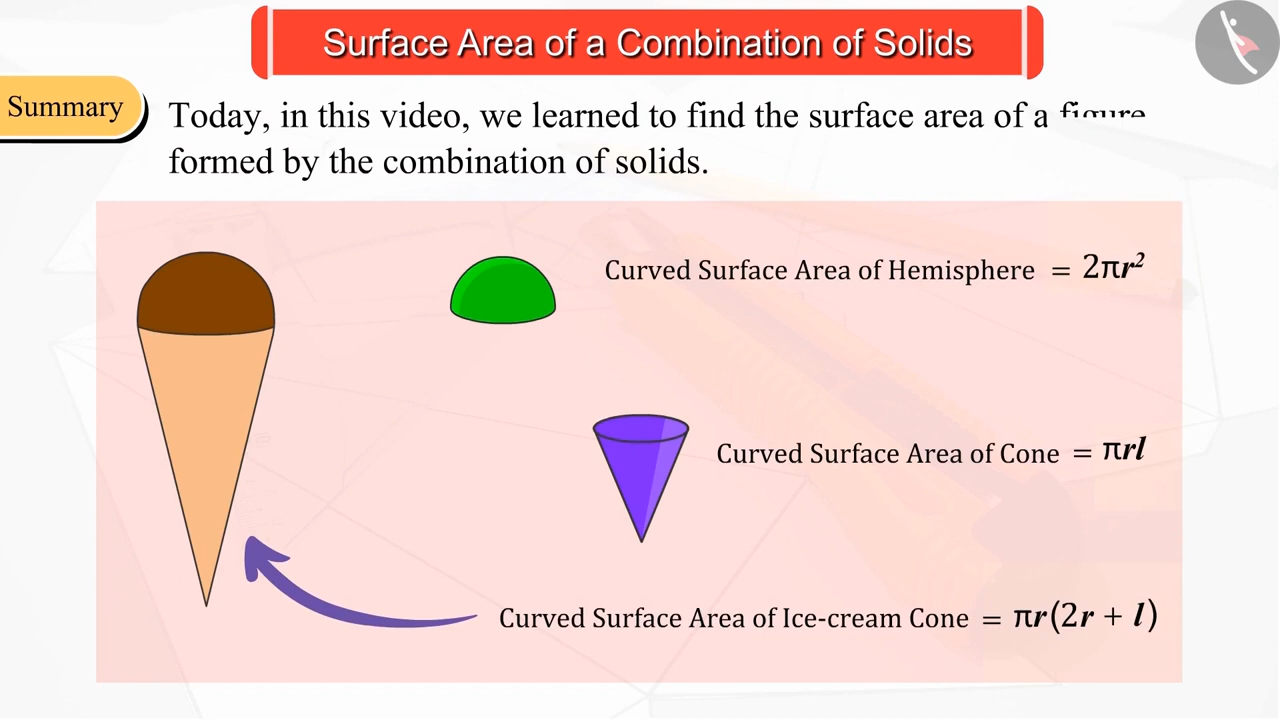 Surface Area of a Combination of Solids
Summary
Today, in this video, we learned to find the surface area of a figure
formed by the combination of solids.
Curved Surface Area of Hemisphere = 2πr²
Curved Surface Area of Cone = πrl
Curved Surface Area of Ice-cream Cone = πr(2r + l)